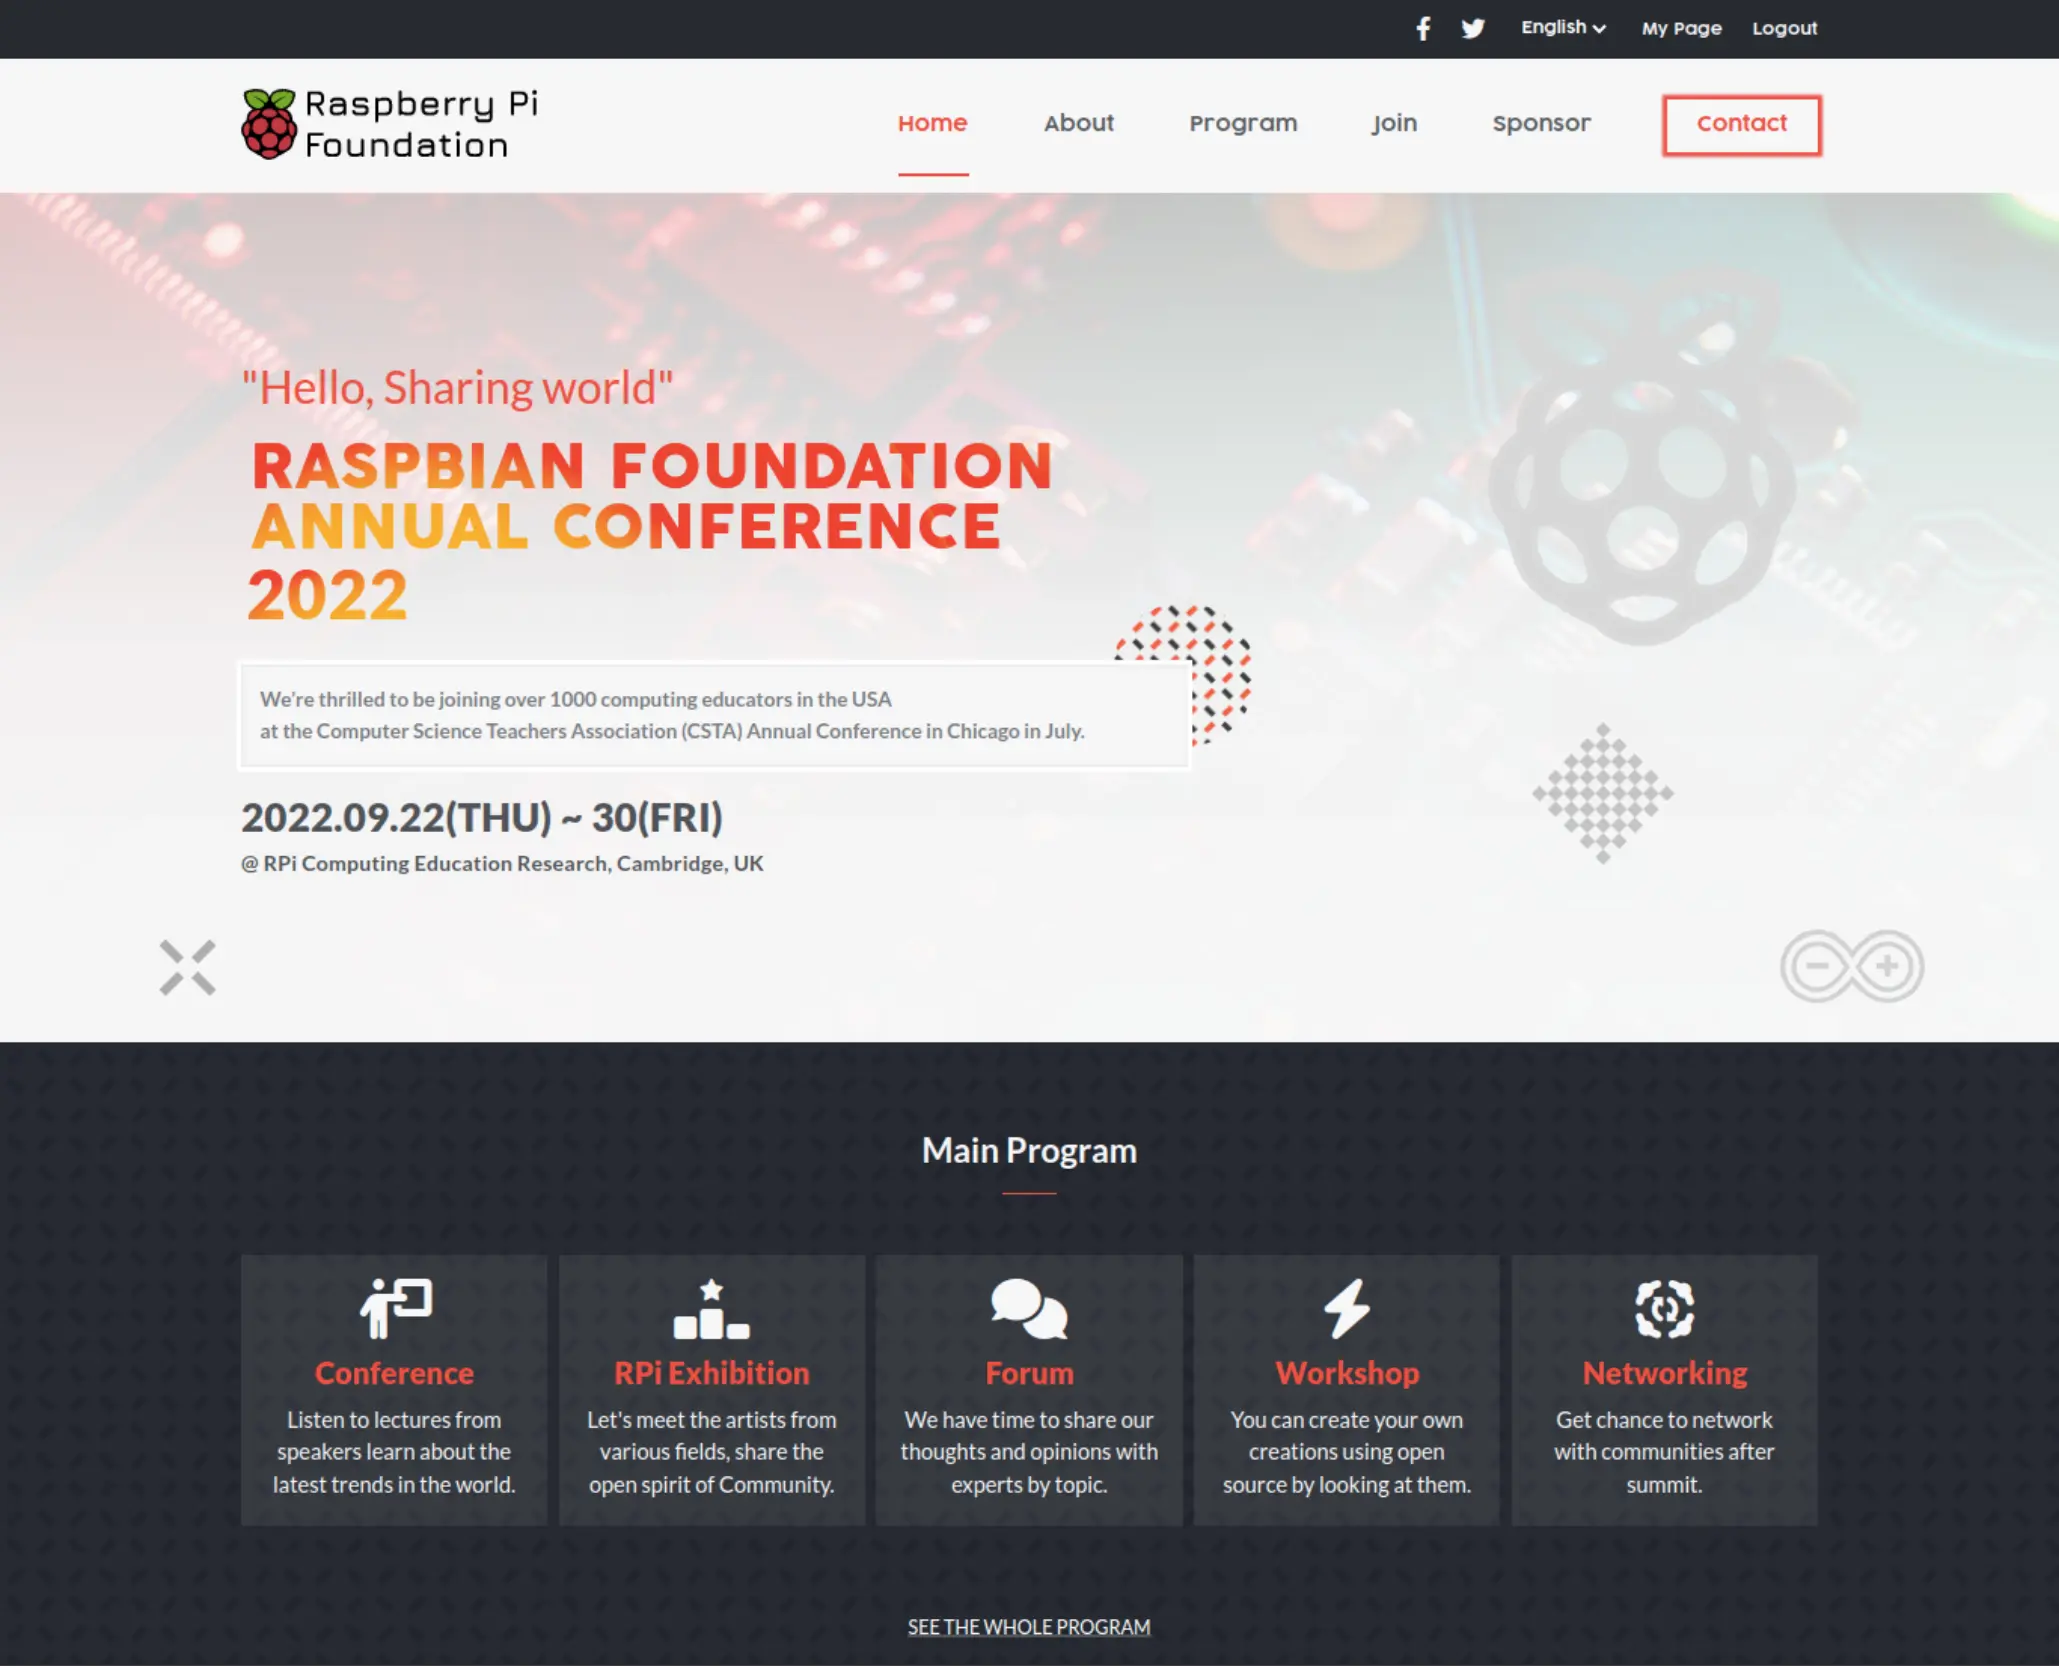 English
My Page
Logout
Raspberry Pi
Foundation
Home
About
Program
Join
Sponsor
Contact
"Hello, Sharing world"
RASPBIAN FOUNDATION
ANNUAL CONFERENCE
2022
We're thrilled to be joining over 1000 computing educators in the USA
at the Computer Science Teachers Association (CSTA) Annual Conference in Chicago in July.
2022.09.22(THU) ~ 30(FRI)
@ RPi Computing Education Research, Cambridge, UK
Main Program
Conference
Listen to lectures from
speakers learn about the
latest trends in the world.
RPi Exhibition
Let's meet the artists from
various fields, share the
open spirit of Community.
Forum
We have time to share our
thoughts and opinions with
experts by topic.
Workshop
You can create your own
creations using open
source by looking at them.
Networking
Get chance to network
with communities after
summit.
SEE THE WHOLE PROGRAM